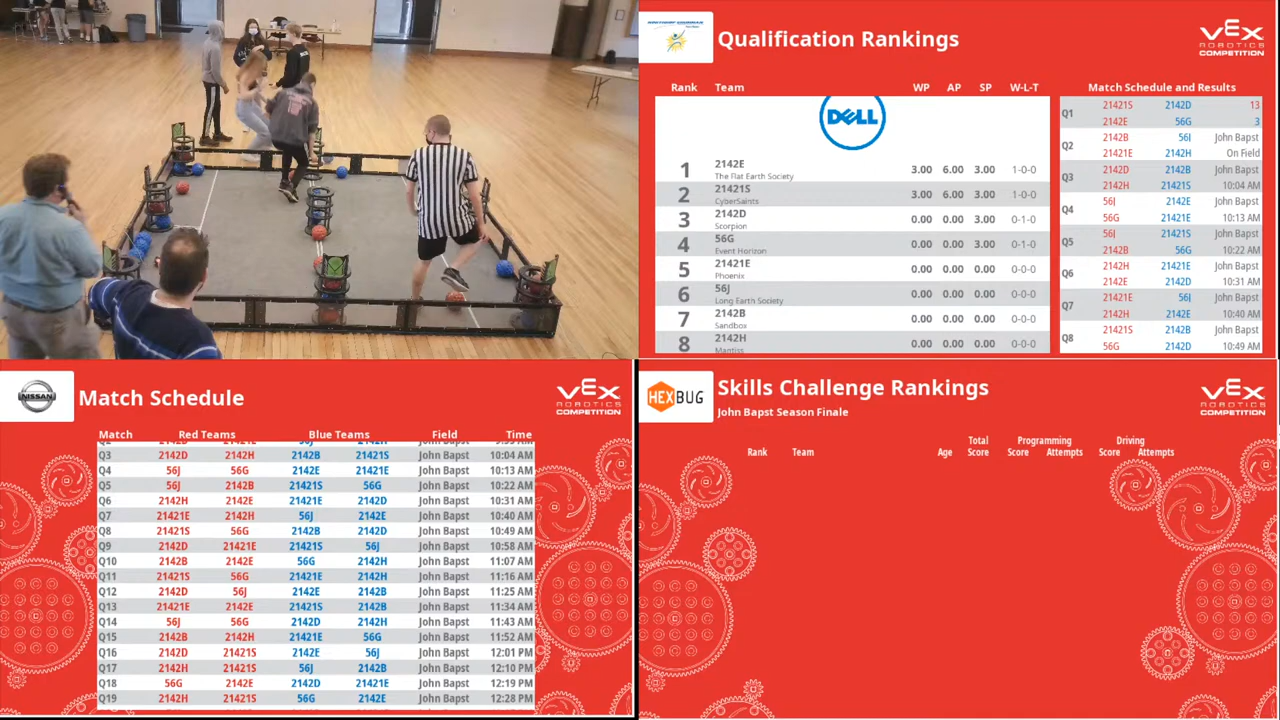 Qualification Rankings
VEX
ROBOTICS
COMPETITION
Rank Team WP AP SP W-L-T
DELL
1 2142E 3.00 6.00 3.00 1-0-0
The Flat Earth Society
2 21421S 3.00 6.00 3.00 1-0-0
CyberSaints
3 2142D 0.00 0.00 3.00 0-1-0
Scorpion
4 56G 0.00 0.00 3.00 0-1-0
Event Horizon
5 21421E 0.00 0.00 0.00 0-0-0
Phoenix
6 56J 0.00 0.00 0.00 0-0-0
Long Earth Society
7 2142B 0.00 0.00 0.00 0-0-0
Sandbox
8 2142H 0.00 0.00 0.00 0-0-0
Match Schedule and Results
Q1 21421S 2142D 13
2142E 56G 3
Q2 2142B 56J John Bapst
21421E 2142H On Field
Q3 2142D 2142B John Bapst
2142H 21421S 10:04 AM
Q4 56J 2142E John Bapst
56G 21421E 10:13 AM
Q5 56J 21421S John Bapst
2142B 56G 10:22 AM
Q6 2142H 21421E John Bapst
2142E 2142D 10:31 AM
Q7 21421E 56J John Bapst
2142H 2142E 10:40 AM
Q8 21421S 2142B John Bapst
56G 2142D 10:49 AM
NISSAN
Match Schedule
VEX
ROBOTICS
COMPETITION
Match Red Teams Blue Teams Field Time
Q3 2142D 2142H 2142B 21421S John Bapst 10:04 AM
Q4 56J 56G 2142E 21421E John Bapst 10:13 AM
Q5 56J 2142B 21421S 56G John Bapst 10:22 AM
Q6 2142H 2142E 21421E 2142D John Bapst 10:31 AM
Q7 21421E 2142H 56J 2142E John Bapst 10:40 AM
Q8 21421S 56G 2142B 2142D John Bapst 10:49 AM
Q9 2142D 21421E 21421S 56J John Bapst 10:58 AM
Q10 2142B 2142E 56G 2142H John Bapst 11:07 AM
Q11 21421S 56G 21421E 2142H John Bapst 11:16 AM
Q12 2142D 56J 2142E 2142B John Bapst 11:25 AM
Q13 21421E 2142E 21421S 2142B John Bapst 11:34 AM
Q14 56J 56G 2142D 2142H John Bapst 11:43 AM
Q15 2142B 2142H 21421E 56G John Bapst 11:52 AM
Q16 2142D 21421S 2142E 56J John Bapst 12:01 PM
Q17 2142H 21421S 56J 2142B John Bapst 12:10 PM
Q18 56G 2142E 2142D 21421E John Bapst 12:19 PM
Q19 2142H 21421S 56G 2142E John Bapst 12:28 PM
HEXBUG
Skills Challenge Rankings
John Bapst Season Finale
VEX
ROBOTICS
COMPETITION
Rank Team Age Total Score Programming Score Attempts Driving Score Attempts